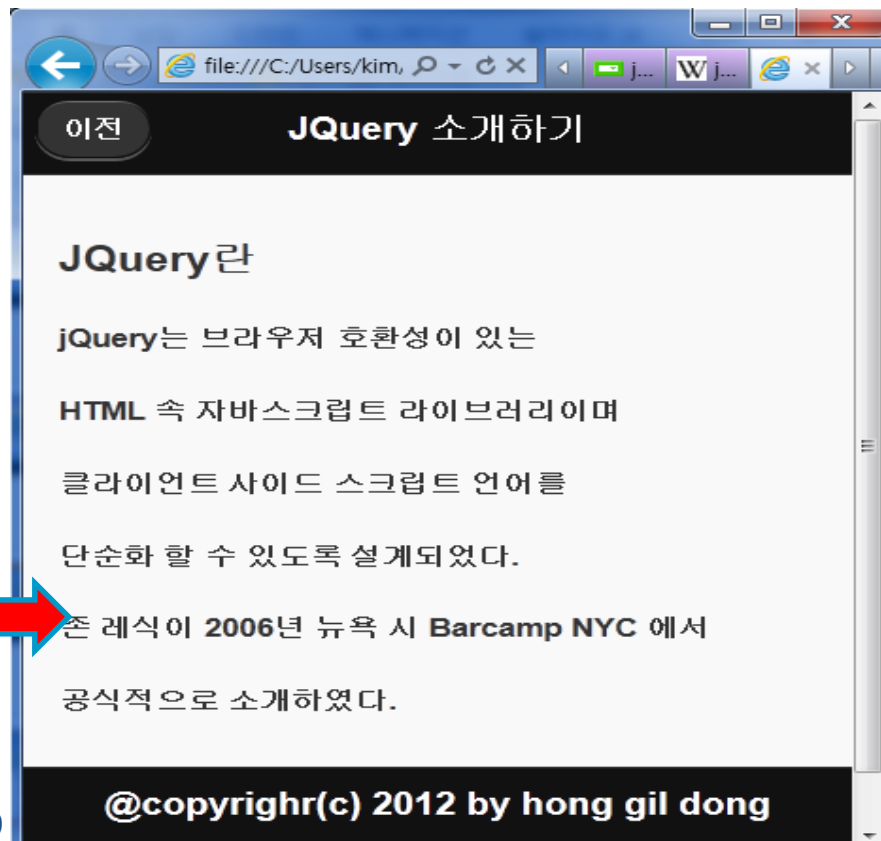 file:///C:/Users/kim,
j...
W j...
이전
JQuery 소개하기
JQuery란
jQuery는 브라우저 호환성이 있는
HTML 속 자바스크립트 라이브러리이며
클라이언트 사이드 스크립트 언어를
단순화 할 수 있도록 설계되었다.
존 레식이 2006년 뉴욕 시 Barcamp NYC 에서
공식적으로 소개하였다.
@copyrighr(c) 2012 by hong gil dong